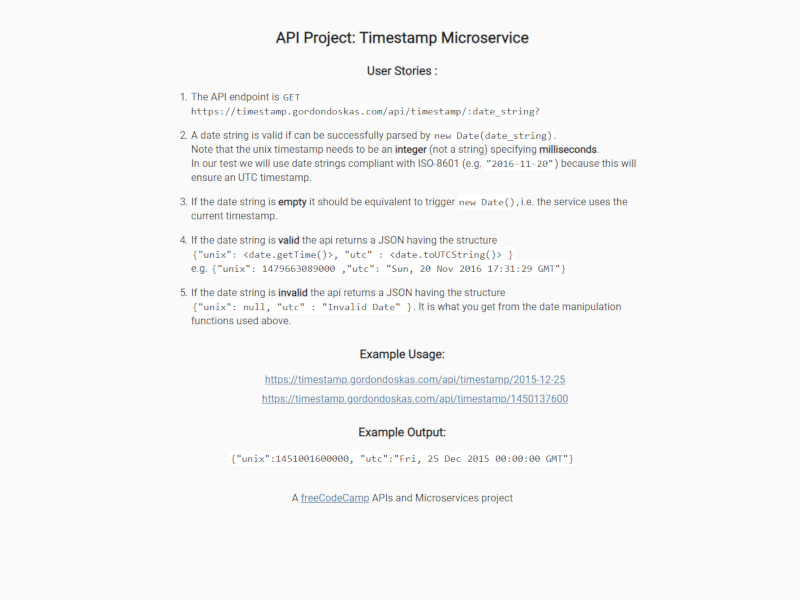 API Project: Timestamp Microservice
User Stories :
1. The API endpoint is GET
https://timestamp.gordondoskas.com/api/timestamp/:date_string?
2. A date string is valid if can be successfully parsed by new Date(date_string).
Note that the unix timestamp needs to be an integer (not a string) specifying milliseconds.
In our test we will use date strings compliant with ISO-8601 (e.g. "2016-11-20") because this will
ensure an UTC timestamp.
3. If the date string is empty it should be equivalent to trigger new Date(), i.e. the service uses the
current timestamp.
4. If the date string is valid the api returns a JSON having the structure
{"unix": <date.getTime()>, "utc" : <date.toUTCString()> }
e.g. {"unix": 1479663089000 ,"utc": "Sun, 20 Nov 2016 17:31:29 GMT"}
5. If the date string is invalid the api returns a JSON having the structure
{"unix": null, "utc" : "Invalid Date" }. It is what you get from the date manipulation
functions used above.
Example Usage:
https://timestamp.gordondoskas.com/api/timestamp/2015-12-25
https://timestamp.gordondoskas.com/api/timestamp/1450137600
Example Output:
{"unix":1451001600000, "utc":"Fri, 25 Dec 2015 00:00:00 GMT"}
A freeCodeCamp APIs and Microservices project